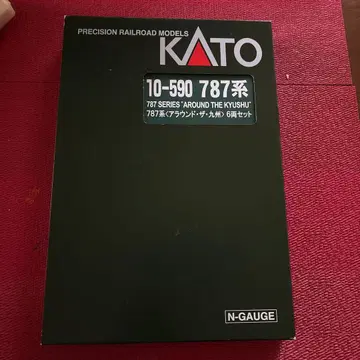 PRECISION RAILROAD MODELS
KATO
10-590 787系
787 SERIES "AROUND THE KYUSHU"
787系〈アラウンド・ザ・九州〉6両セット
N-GAUGE